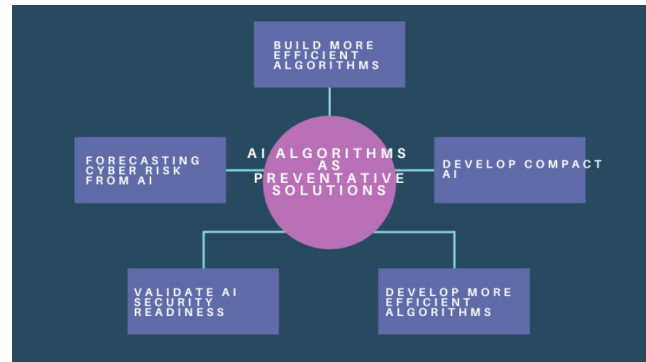 BUILD MORE
EFFICIENT
ALGORITHMS
FORECASTING
CYBER RISK
FROM AI
AI ALGORITHMS
AS
PREVENTATIVE
SOLUTIONS
DEVELOP COMPACT
AI
VALIDATE AI
SECURITY
READINESS
DEVELOP MORE
EFFICIENT
ALGORITHMS